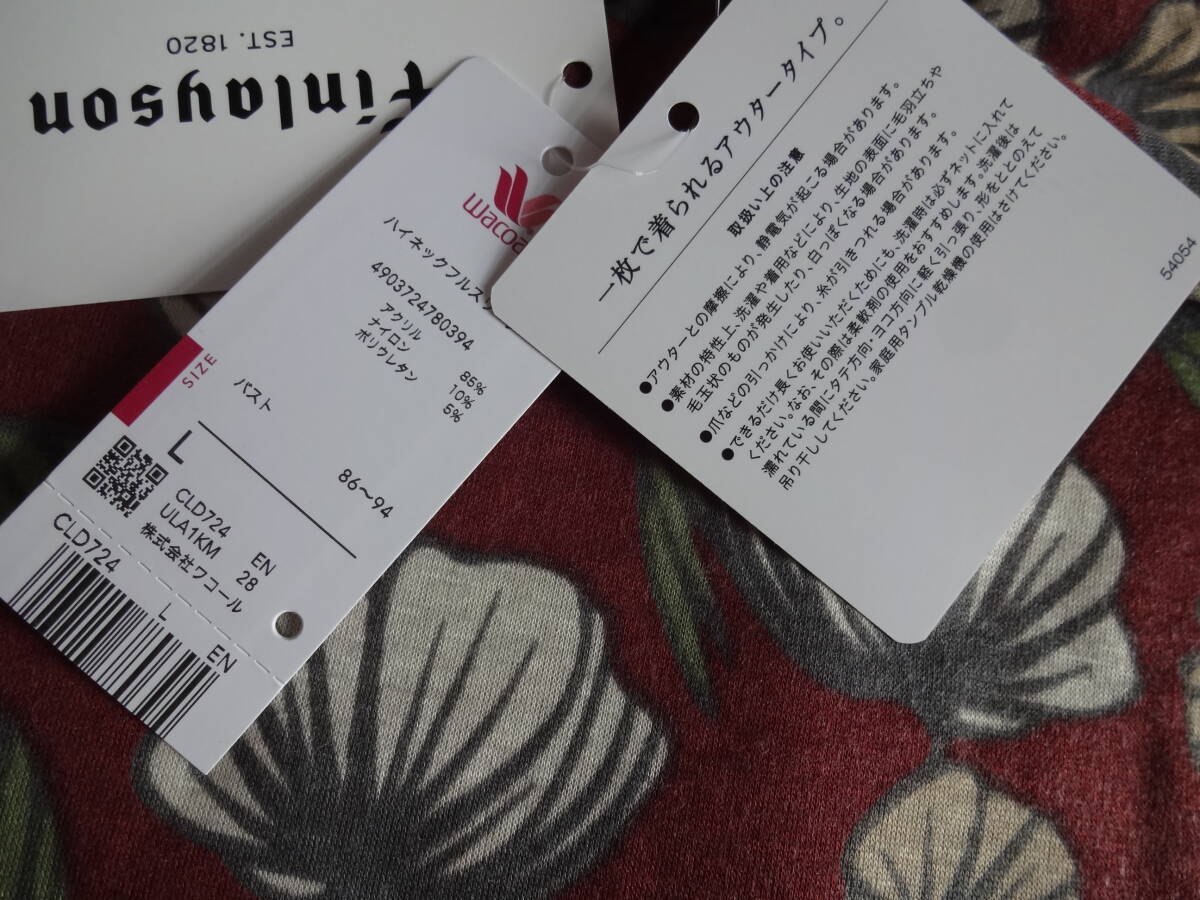 Finlayson
EST. 1820
Wacoa
ハイネックフルス
4903724780394
アクリル 85%
ナイロン 10%
ポリウレタン 5%
SIZE
バスト
L
86〜94
CLD724 EN
ULA1KM 28
株式会社ワコール
CLD724 L EN
一枚で着られるアウタータイプ。
取扱い上の注意
●アウターとの摩擦により、静電気が起こる場合があります。
●素材の特性上、洗濯や着用などにより、生地の表面に毛羽立ちや
毛玉状のものが発生したり、白っぽくなる場合があります。
●爪などの引っかけにより、糸が引きつれる場合があります。
●できるだけ長くお使いいただくためにも、洗濯時は必ずネットに入れて
ください。なお、その際は柔軟剤の使用をおすすめします。洗濯後は
濡れている間にタテ方向・ヨコ方向に軽く引っ張り、形をととのえて
吊り干ししてください。家庭用タンブル乾燥機の使用はさけてください。
54054